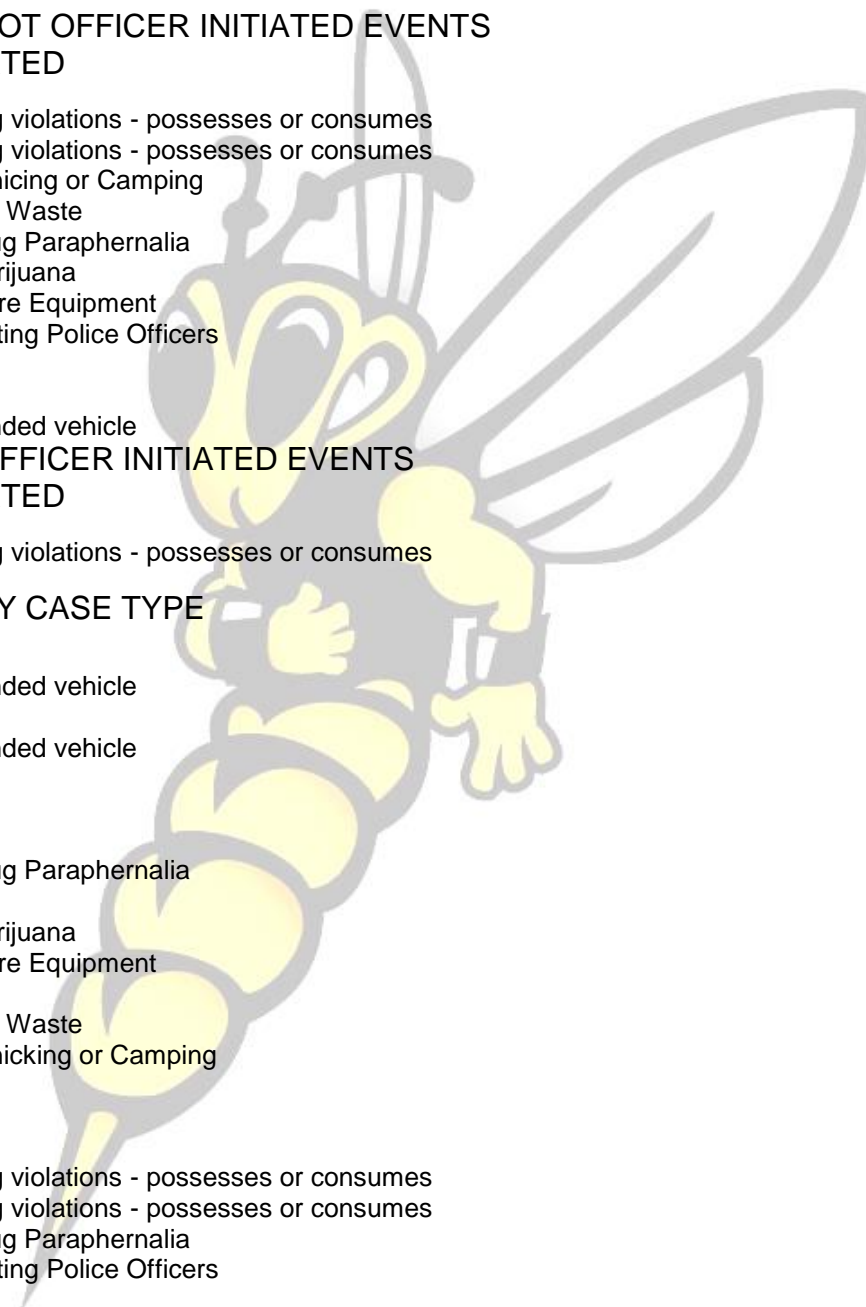 OT OFFICER INITIATED EVENTS
TED
g violations - possesses or consumes
g violations - possesses or consumes
nicing or Camping
Waste
ug Paraphernalia
rijuana
re Equipment
ting Police Officers
nded vehicle
FFICER INITIATED EVENTS
TED
g violations - possesses or consumes
Y CASE TYPE
nded vehicle
nded vehicle
ug Paraphernalia
rijuana
re Equipment
Waste
nicking or Camping
g violations - possesses or consumes
g violations - possesses or consumes
ug Paraphernalia
ting Police Officers